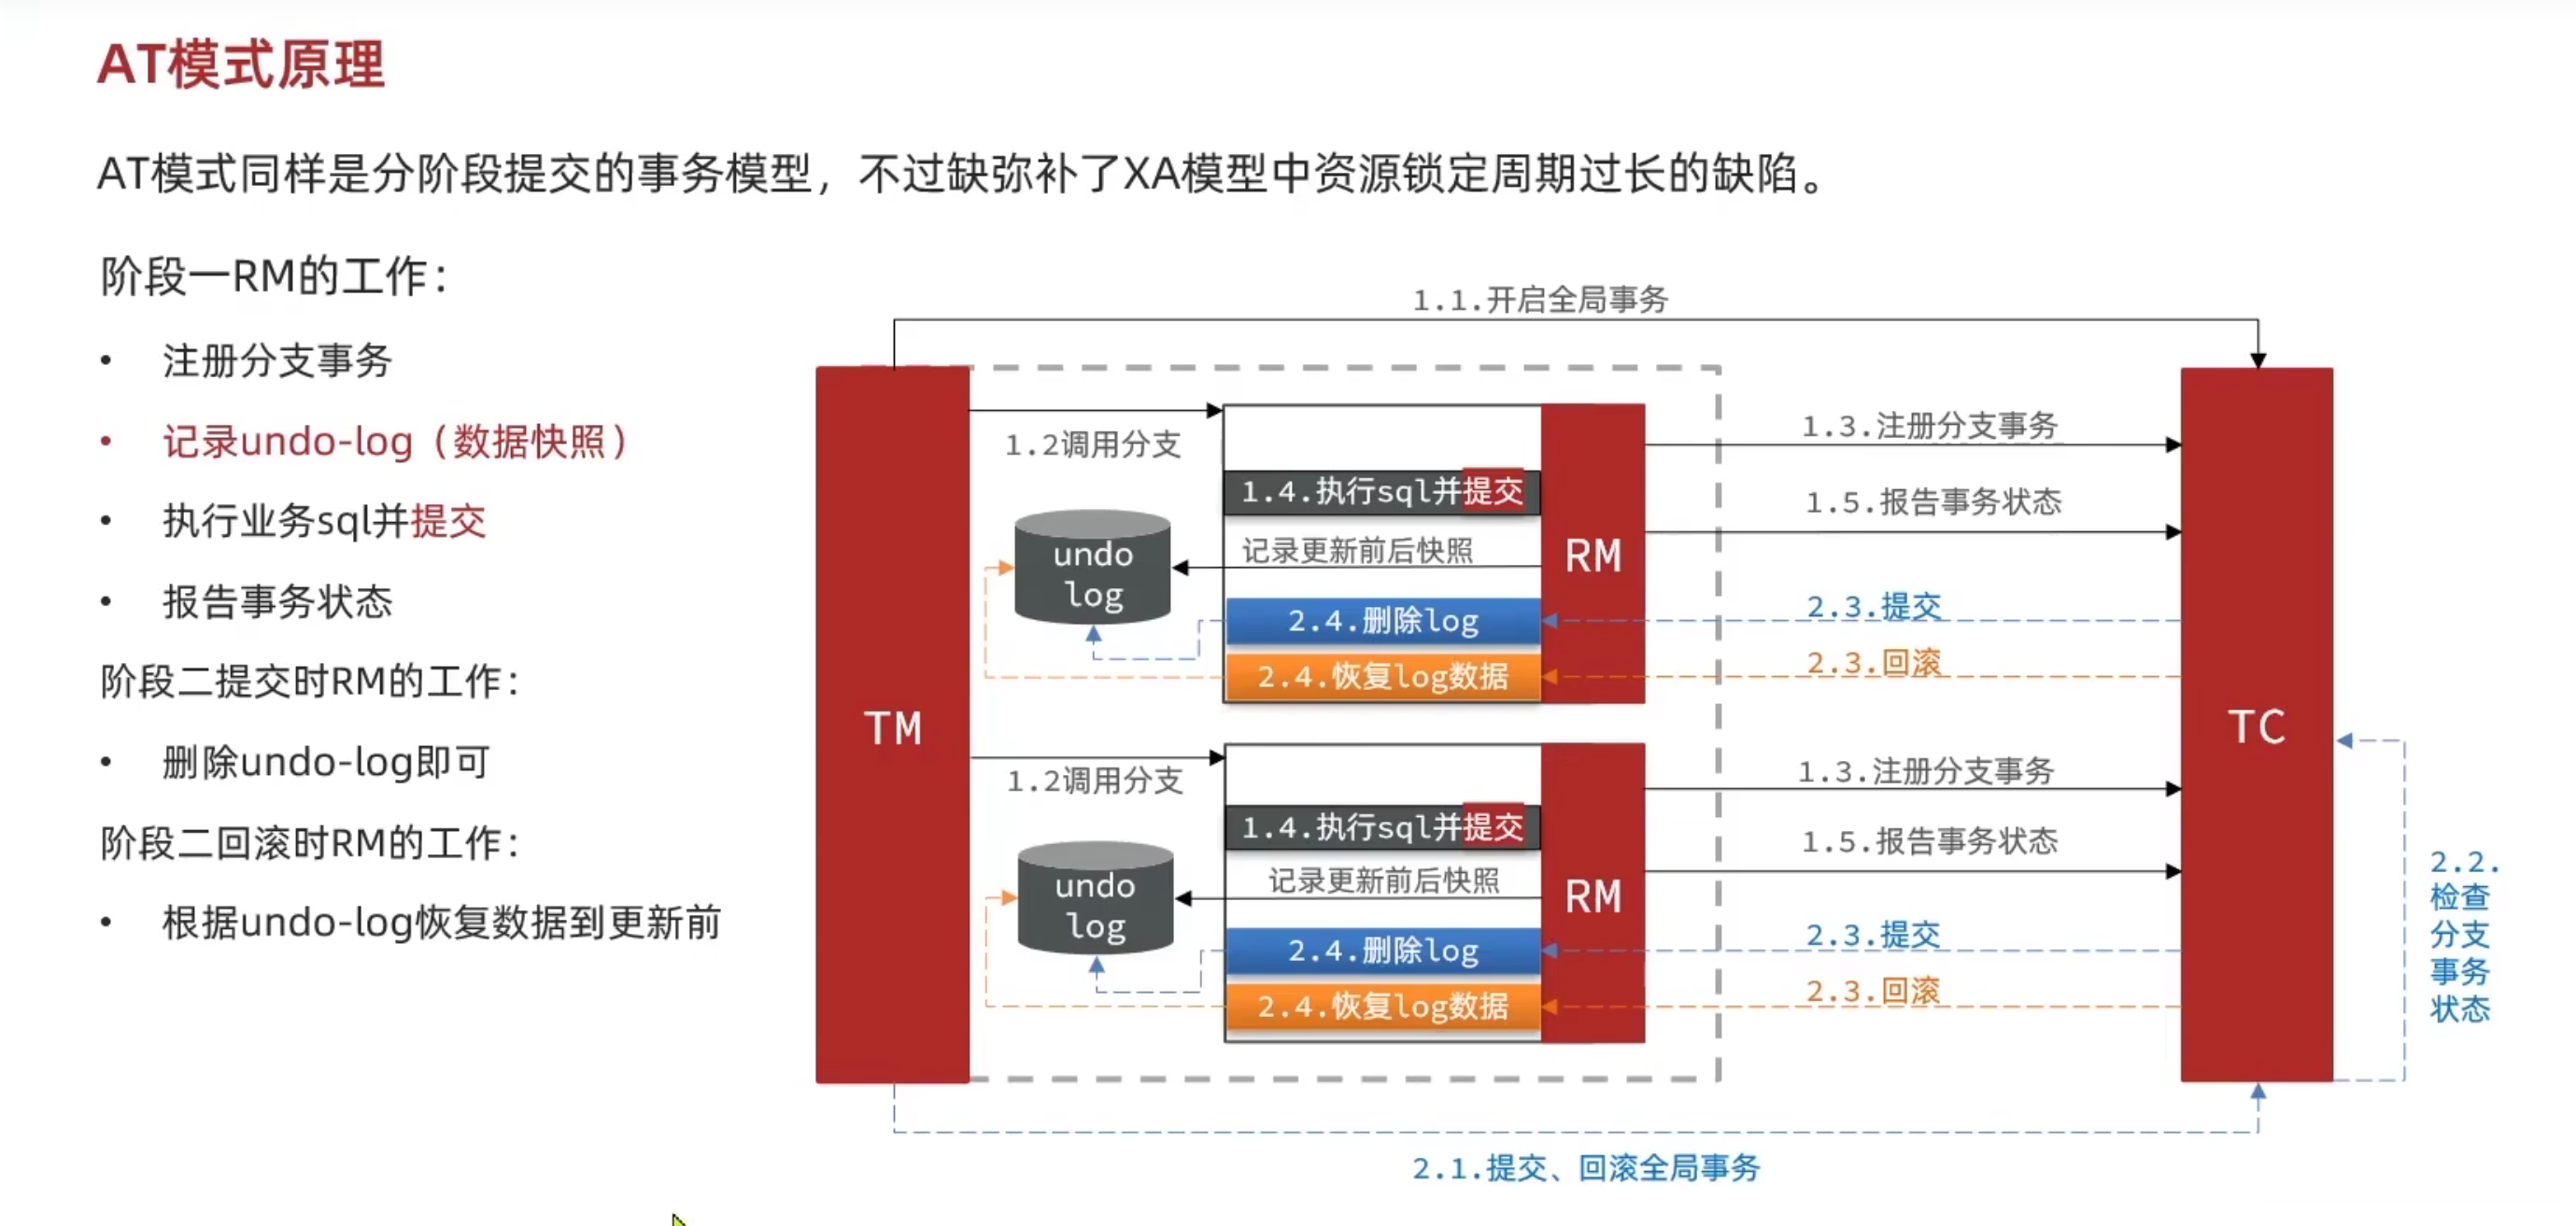 AT模式原理
AT模式同样是分阶段提交的事务模型，不过缺弥补了XA模型中资源锁定周期过长的缺陷。
阶段一RM的工作：
• 注册分支事务
• 记录undo-log（数据快照）
• 执行业务sql并提交
• 报告事务状态
阶段二提交时RM的工作：
• 删除undo-log即可
阶段二回滚时RM的工作：
• 根据undo-log恢复数据到更新前
1.1.开启全局事务
TM
1.2调用分支
1.4.执行sql并提交
记录更新前后快照
undo
log
2.4.删除log
2.4.恢复log数据
RM
1.3.注册分支事务
1.5.报告事务状态
2.3.提交
2.3.回滚
1.2调用分支
1.4.执行sql并提交
记录更新前后快照
undo
log
2.4.删除log
2.4.恢复log数据
RM
1.3.注册分支事务
1.5.报告事务状态
2.3.提交
2.3.回滚
TC
2.2.
检查
分支
事务
状态
2.1.提交、回滚全局事务